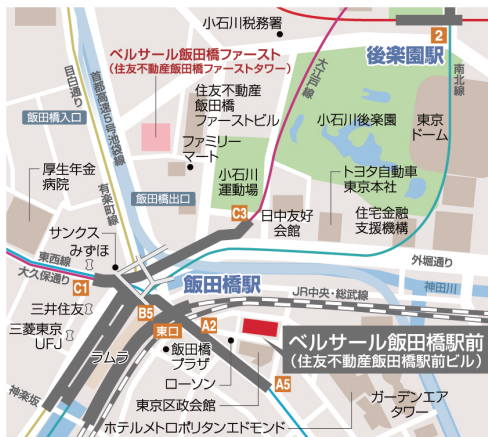 小石川税務署
2
後楽園駅
ベルサール飯田橋ファースト
（住友不動産飯田橋ファーストタワー）
目白通り
首都高速5号池袋線
大江戸線
南北線
飯田橋入口
住友不動産
飯田橋
ファーストビル
小石川後楽園
東京
ドーム
ファミリー
マート
厚生年金
病院
有楽町線
飯田橋出口
小石川
運動場
トヨタ自動車
東京本社
C3
日中友好
会館
住宅金融
支援機構
サンクス
みずほ
東西線
大久保通り
外堀通り
C1
飯田橋駅
JR中央・総武線
神田川
三井住友
B5
東口
A2
三菱東京
UFJ
ラムラ
飯田橋
プラザ
ベルサール飯田橋駅前
（住友不動産飯田橋駅前ビル）
ローソン
A5
神楽坂
東京区政会館
ガーデンエア
タワー
ホテルメトロポリタンエドモンド